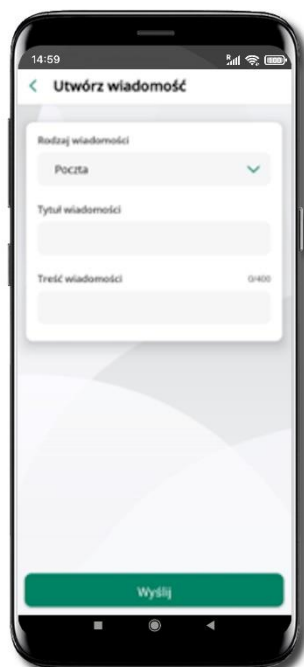 14:59
Utwórz wiadomość
Rodzaj wiadomości
Poczta
Tytuł wiadomości
Treść wiadomości 0/400
Wyślij